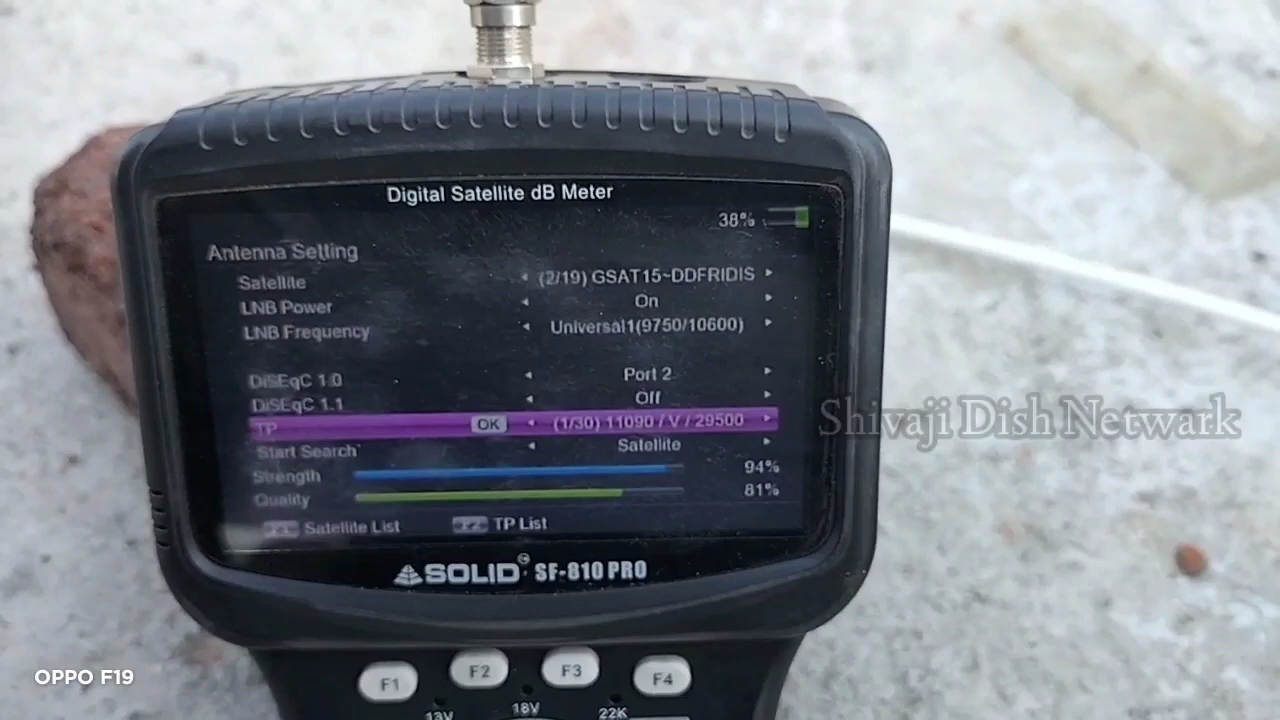 Digital Satellite dB Meter
38%
Antenna Setting
Satellite (2/19) GSAT15~DDFRIDIS
LNB Power On
LNB Frequency Universal1(9750/10600)
DiSEqC 1.0 Port 2
DiSEqC 1.1 Off
TP OK (1/30) 11090 / V / 29500
Start Search Satellite
Strength 94%
Quality 81%
F1 Satellite List F2 TP List
SOLID SF-810 PRO
F1 F2 F3 F4
13V 18V 22K
Shivaji Dish Netwark
OPPO F19